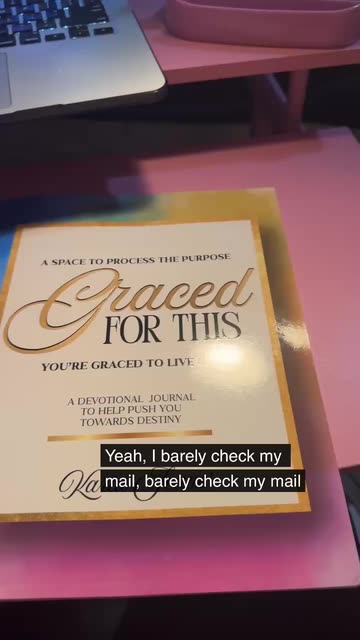 A SPACE TO PROCESS THE PURPOSE
Graced
FOR THIS
YOU'RE GRACED TO LIVE
A DEVOTIONAL JOURNAL
TO HELP PUSH YOU
TOWARDS DESTINY
Yeah, I barely check my
mail, barely check my mail